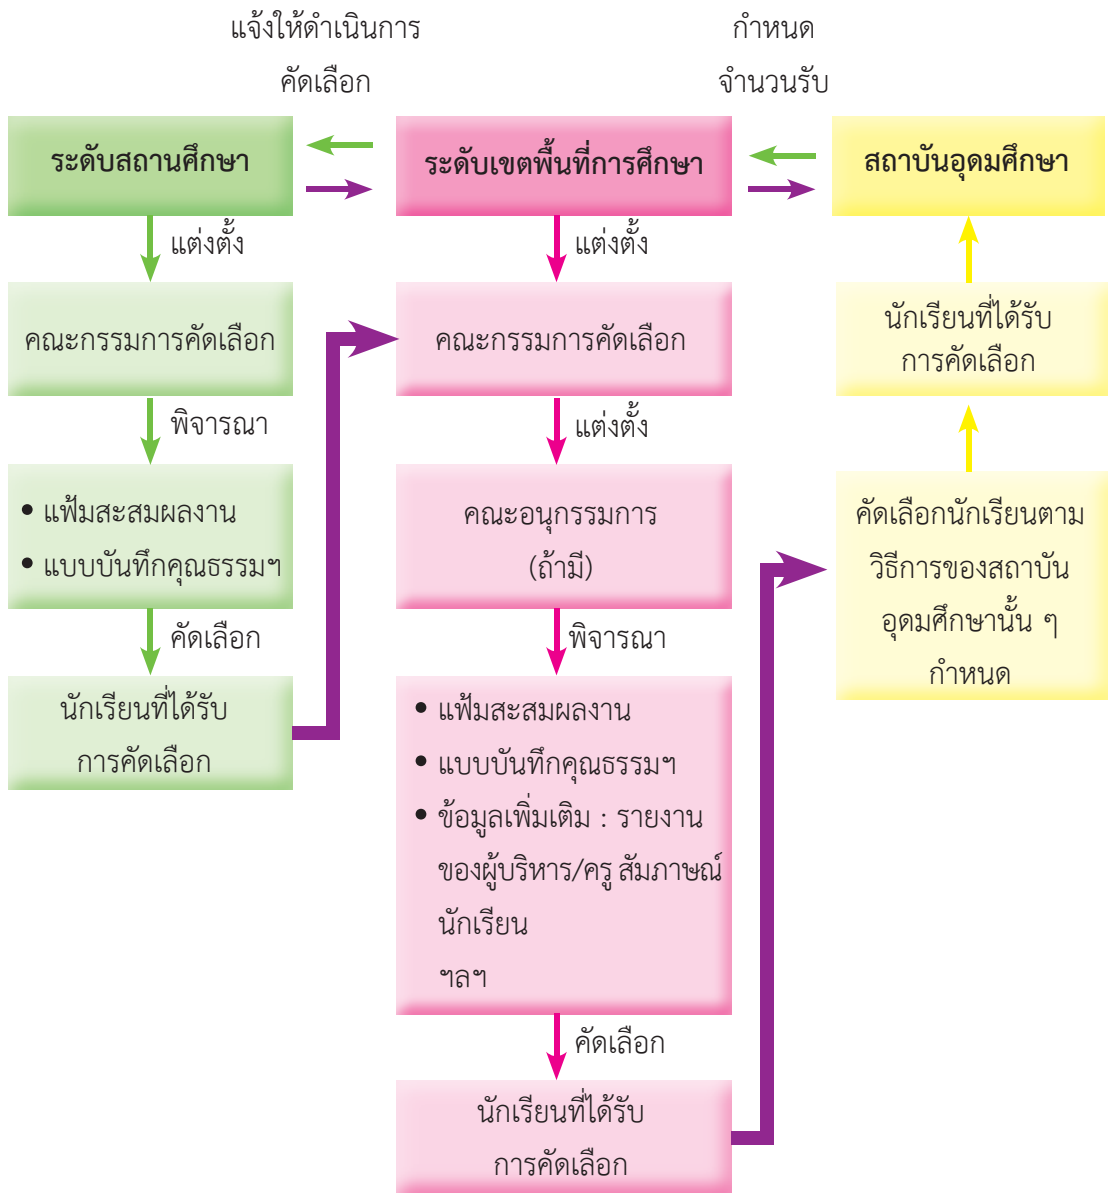 แจ้งให้ดำเนินการ
คัดเลือก
กำหนด
จำนวนรับ
ระดับสถานศึกษา
ระดับเขตพื้นที่การศึกษา
สถาบันอุดมศึกษา
แต่งตั้ง
คณะกรรมการคัดเลือก
พิจารณา
• แฟ้มสะสมผลงาน
• แบบบันทึกคุณธรรมฯ
คัดเลือก
นักเรียนที่ได้รับ
การคัดเลือก
แต่งตั้ง
คณะกรรมการคัดเลือก
แต่งตั้ง
คณะอนุกรรมการ
(ถ้ามี)
พิจารณา
• แฟ้มสะสมผลงาน
• แบบบันทึกคุณธรรมฯ
• ข้อมูลเพิ่มเติม : รายงาน
ของผู้บริหาร/ครู สัมภาษณ์
นักเรียน
ฯลฯ
คัดเลือก
นักเรียนที่ได้รับ
การคัดเลือก
นักเรียนที่ได้รับ
การคัดเลือก
คัดเลือกนักเรียนตาม
วิธีการของสถาบัน
อุดมศึกษานั้น ๆ
กำหนด